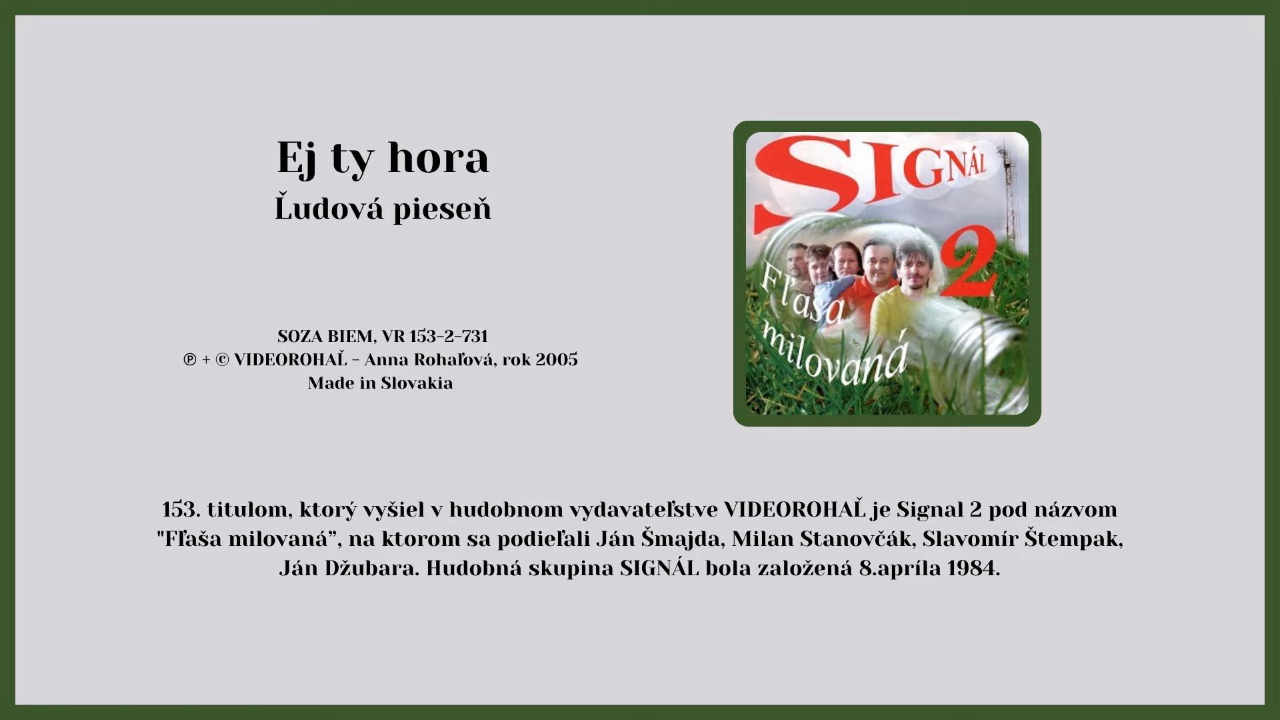 Ej ty hora
Ľudová pieseň
SOZA BIEM, VR 153-2-731
℗ + © VIDEOROHAĽ - Anna Rohaľová, rok 2005
Made in Slovakia
SIGNÁL
2
Fľaša
milovaná
153. titulom, ktorý vyšiel v hudobnom vydavateľstve VIDEOROHAĽ je Signal 2 pod názvom
"Fľaša milovaná”, na ktorom sa podieľali Ján Šmajda, Milan Stanovčák, Slavomír Štempak,
Ján Džubara. Hudobná skupina SIGNÁL bola založená 8.apríla 1984.